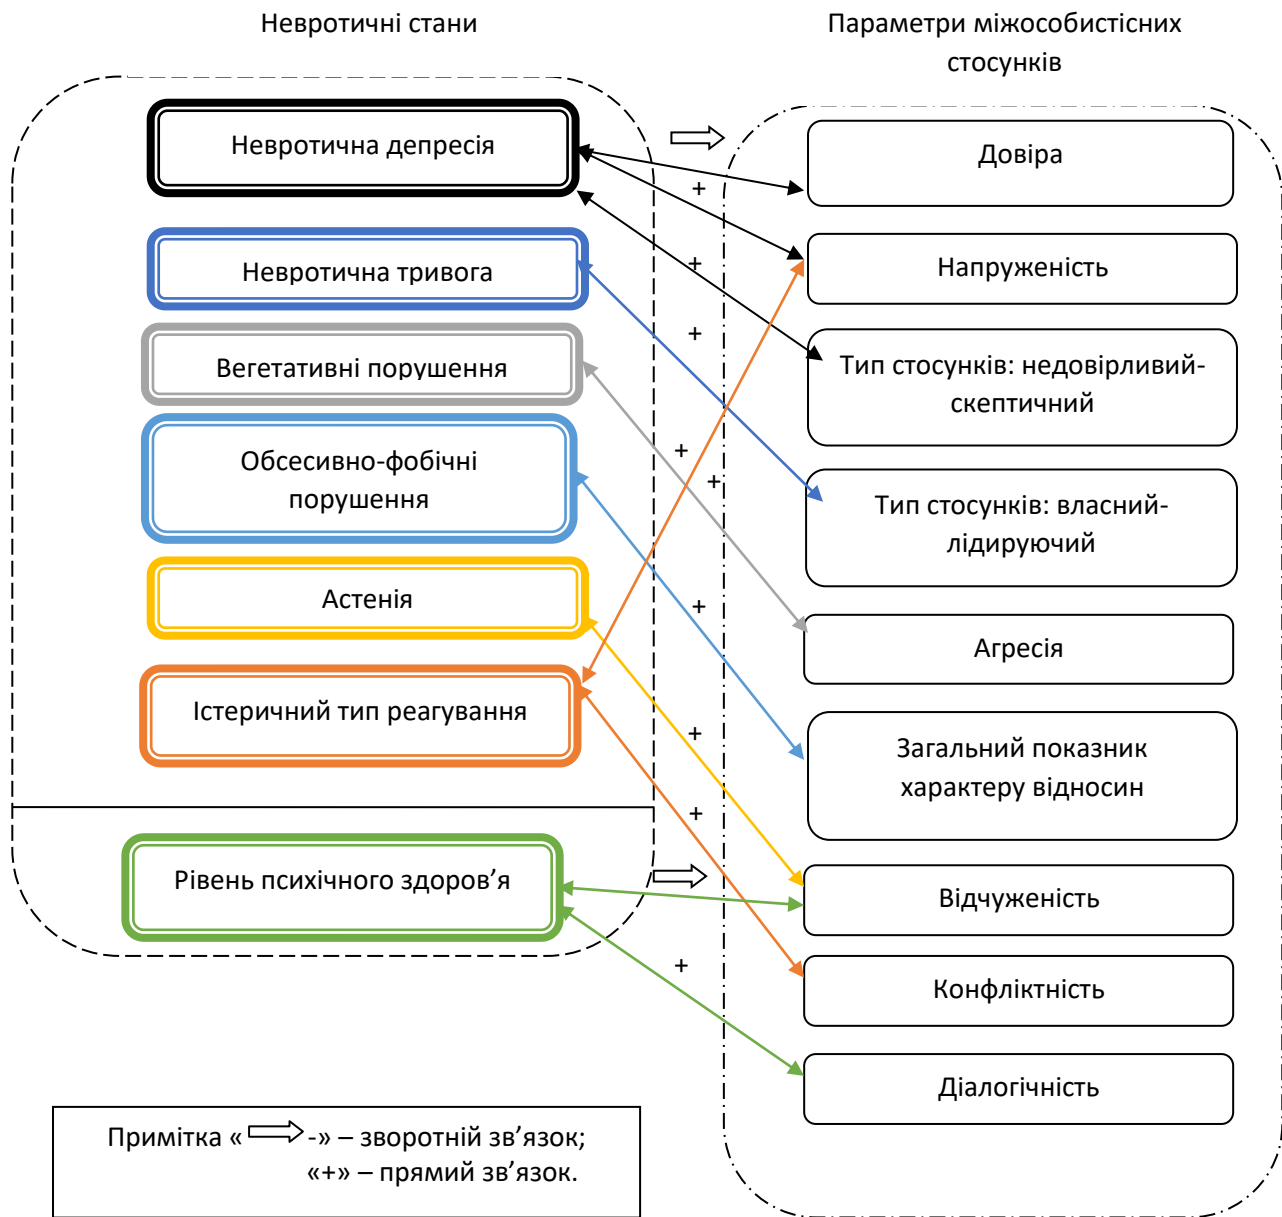 Невротичні стани
Параметри міжособистісних
стосунків
Невротична депресія
Невротична тривога
Вегетативні порушення
Обсесивно-фобічні
порушення
Астенія
Істеричний тип реагування
Рівень психічного здоров’я
+
+
+
+
+
+
+
+
+
Довіра
Напруженість
Тип стосунків: недовірливий-
скептичний
Тип стосунків: власний-
лідируючий
Агресія
Загальний показник
характеру відносин
Відчуженість
Конфліктність
Діалогічність
Примітка « -» – зворотній зв’язок;
«+» – прямий зв’язок.